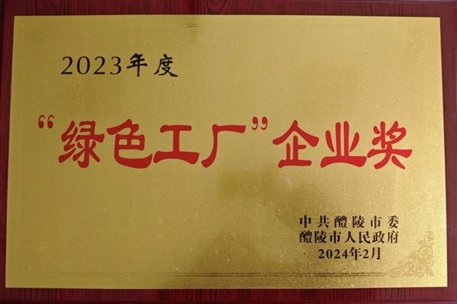 2023年度
“绿色工厂”企业奖
中共醴陵市委
醴陵市人民政府
2024年2月